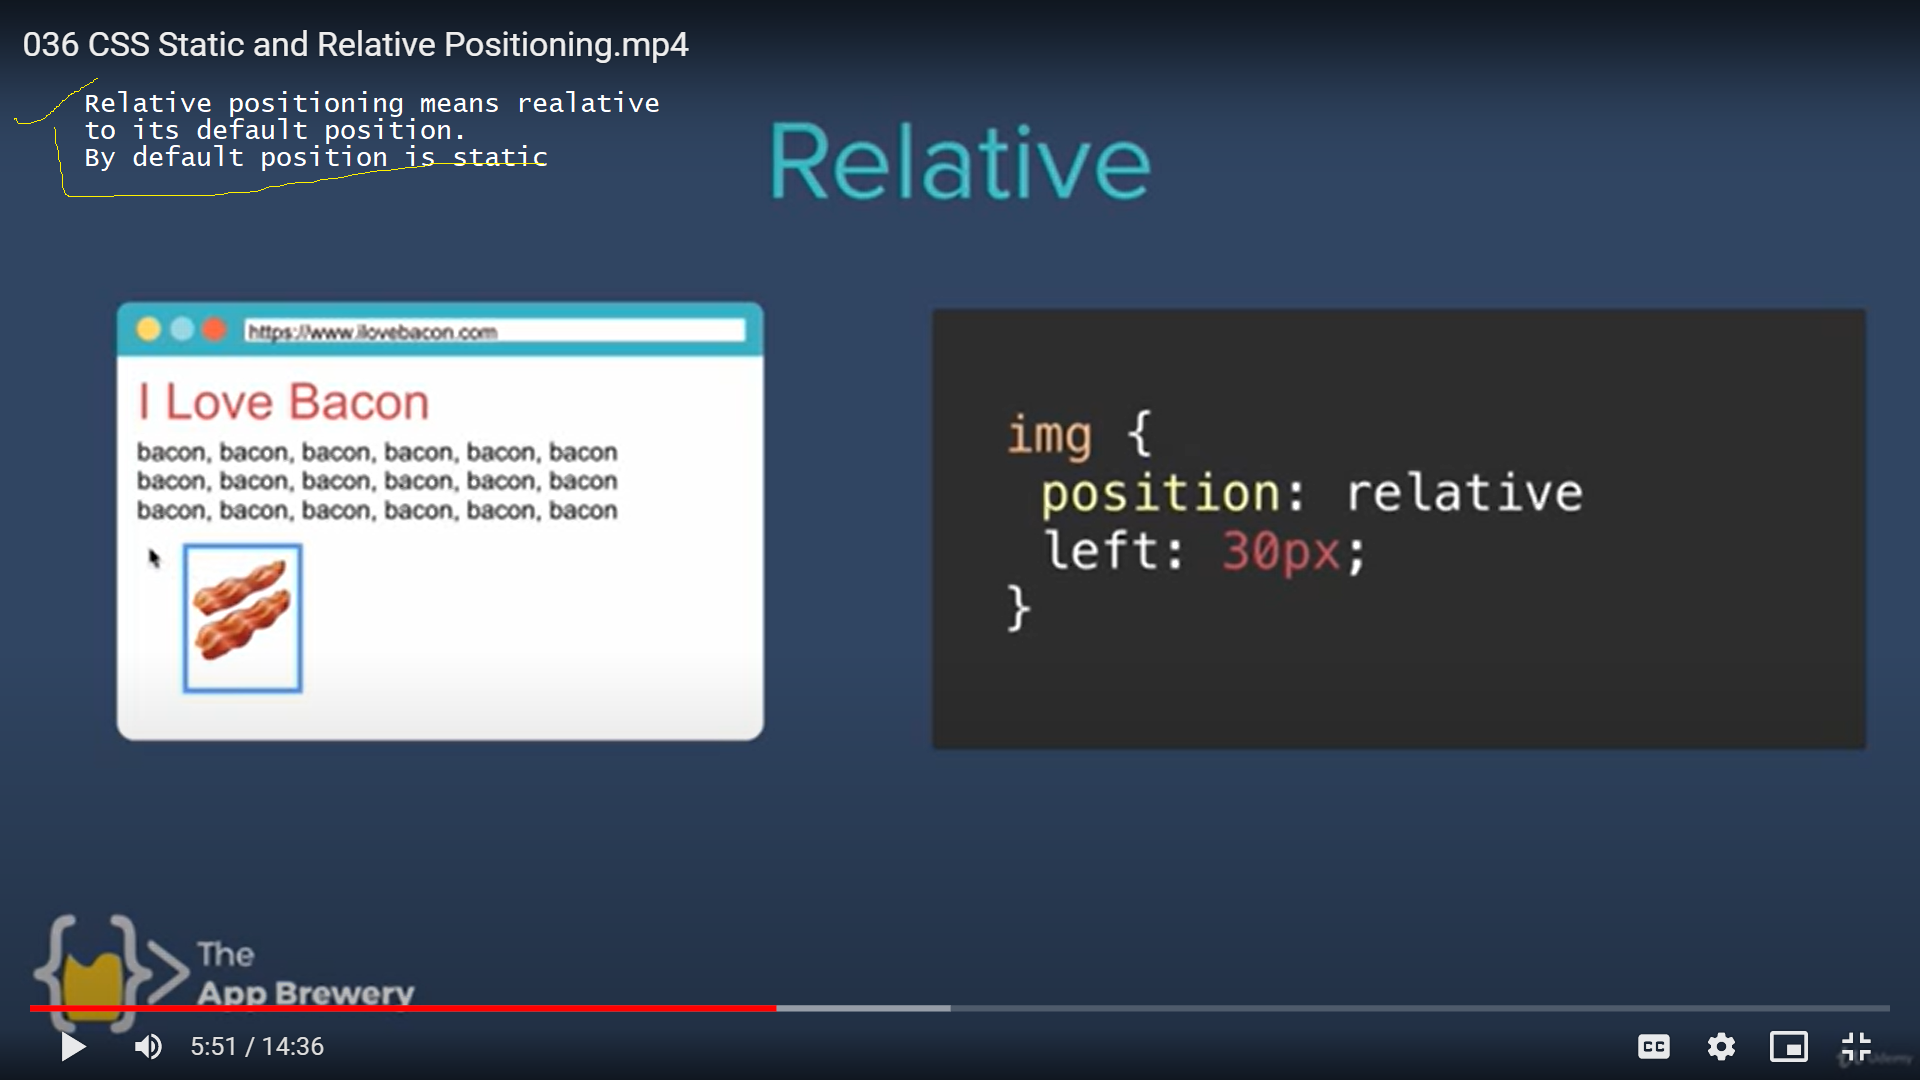 036 CSS Static and Relative Positioning.mp4
Relative positioning means realative
to its default position.
By default position is static
Relative
https://www.ilovebacon.com
I Love Bacon
bacon, bacon, bacon, bacon, bacon, bacon
bacon, bacon, bacon, bacon, bacon, bacon
bacon, bacon, bacon, bacon, bacon, bacon
img {
position: relative
left: 30px;
}
The
App Brewery
5:51 / 14:36
CC
Udemy